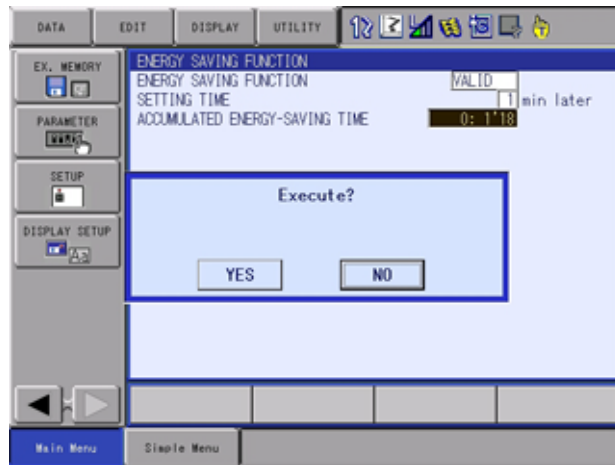 DATA EDIT DISPLAY UTILITY
EX. MEMORY
PARAMETER
SETUP
DISPLAY SETUP
ENERGY SAVING FUNCTION
ENERGY SAVING FUNCTION VALID
SETTING TIME 1 min later
ACCUMULATED ENERGY-SAVING TIME 0: 1'18
Execute?
YES NO
Main Menu Simple Menu